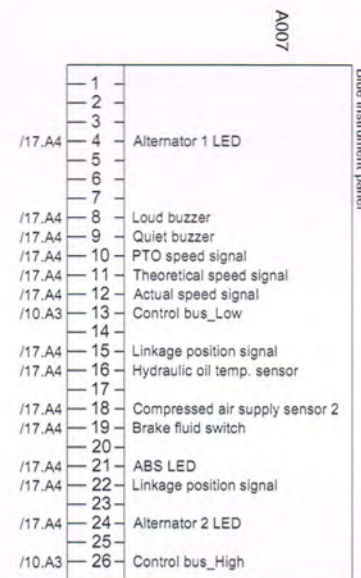 A007
Blue instrument panel
1
2
3
/17.A4 4 Alternator 1 LED
5
6
7
/17.A4 8 Loud buzzer
/17.A4 9 Quiet buzzer
/17.A4 10 PTO speed signal
/17.A4 11 Theoretical speed signal
/17.A4 12 Actual speed signal
/10.A3 13 Control bus_Low
14
/17.A4 15 Linkage position signal
/17.A4 16 Hydraulic oil temp. sensor
17
/17.A4 18 Compressed air supply sensor 2
/17.A4 19 Brake fluid switch
20
/17.A4 21 ABS LED
/17.A4 22 Linkage position signal
23
/17.A4 24 Alternator 2 LED
25
/10.A3 26 Control bus_High